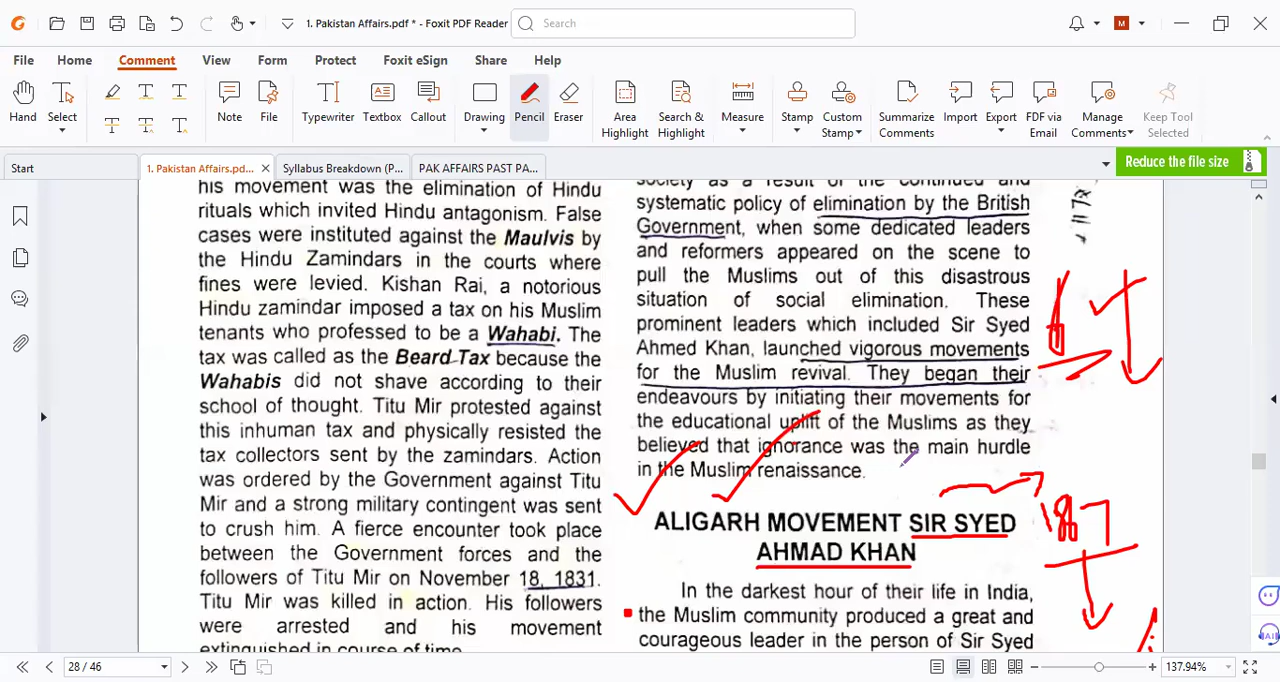 1. Pakistan Affairs.pdf * - Foxit PDF Reader
Search
M
File Home Comment View Form Protect Foxit eSign Share Help
Hand Select Note File Typewriter Textbox Callout Drawing Pencil Eraser Area Highlight Search & Highlight Measure Stamp Custom Stamp Summarize Comments Import Export FDF via Email Manage Comments Keep Tool Selected
Start 1. Pakistan Affairs.pd... Syllabus Breakdown (P... PAK AFFAIRS PAST PA... Reduce the file size
his movement was the elimination of Hindu
rituals which invited Hindu antagonism. False
cases were instituted against the Maulvis by
the Hindu Zamindars in the courts where
fines were levied. Kishan Rai, a notorious
Hindu zamindar imposed a tax on his Muslim
tenants who professed to be a Wahabi. The
tax was called as the Beard Tax because the
Wahabis did not shave according to their
school of thought. Titu Mir protested against
this inhuman tax and physically resisted the
tax collectors sent by the zamindars. Action
was ordered by the Government against Titu
Mir and a strong military contingent was sent
to crush him. A fierce encounter took place
between the Government forces and the
followers of Titu Mir on November 18, 1831.
Titu Mir was killed in action. His followers
were arrested and his movement
extinguished in course of time.
society as a result of the continued and
systematic policy of elimination by the British
Government, when some dedicated leaders
and reformers appeared on the scene to
pull the Muslims out of this disastrous
situation of social elimination. These
prominent leaders which included Sir Syed
Ahmed Khan, launched vigorous movements
for the Muslim revival. They began their
endeavours by initiating their movements for
the educational uplift of the Muslims as they
believed that ignorance was the main hurdle
in the Muslim renaissance.
ALIGARH MOVEMENT SIR SYED
AHMAD KHAN
In the darkest hour of their life in India,
the Muslim community produced a great and
courageous leader in the person of Sir Syed
187
28 / 46
137.94%